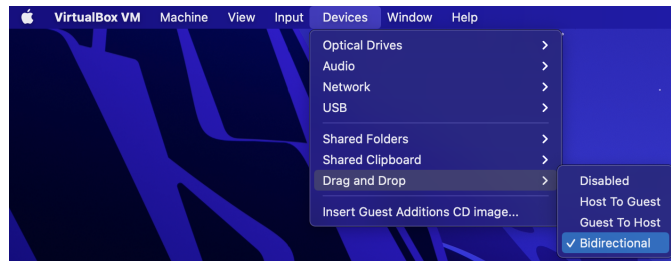 VirtualBox VM Machine View Input Devices Window Help
Optical Drives
Audio
Network
USB
Shared Folders
Shared Clipboard
Drag and Drop
Insert Guest Additions CD image...
Disabled
Host To Guest
Guest To Host
Bidirectional